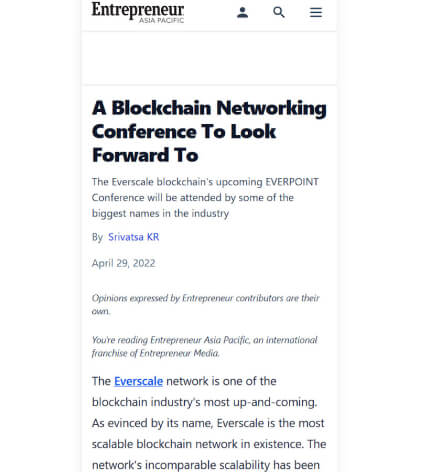 Entrepreneur
ASIA PACIFIC
A Blockchain Networking
Conference To Look
Forward To
The Everscale blockchain's upcoming EVERPOINT
Conference will be attended by some of the
biggest names in the industry
By Srivatsa KR
April 29, 2022
Opinions expressed by Entrepreneur contributors are their
own.
You're reading Entrepreneur Asia Pacific, an international
franchise of Entrepreneur Media.
The Everscale network is one of the
blockchain industry's most up-and-coming.
As evinced by its name, Everscale is the most
scalable blockchain network in existence. The
network's incomparable scalability has been